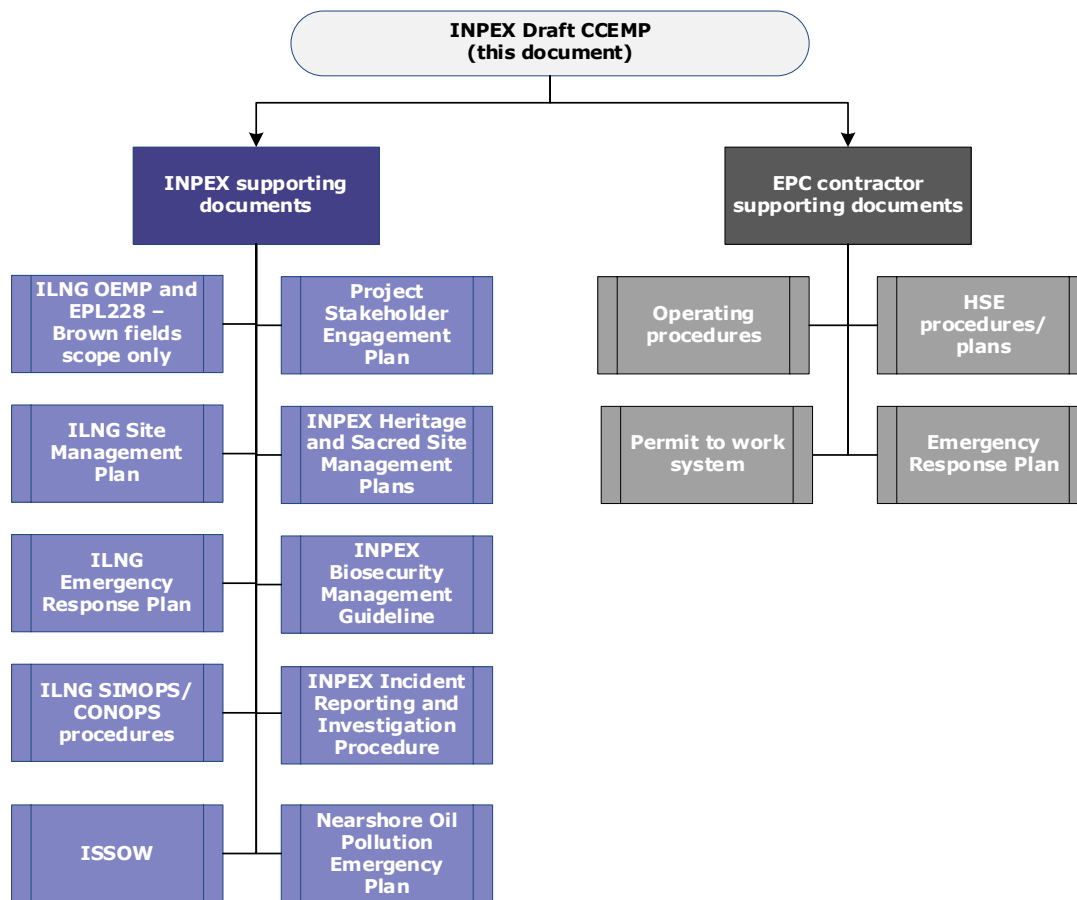 INPEX Draft CCEMP
(this document)
INPEX supporting
documents
EPC contractor
supporting documents
ILNG OEMP and
EPL228 –
Brown fields
scope only
Project
Stakeholder
Engagement
Plan
Operating
procedures
HSE
procedures/
plans
ILNG Site
Management
Plan
INPEX Heritage
and Sacred Site
Management
Plans
Permit to work
system
Emergency
Response Plan
ILNG
Emergency
Response Plan
INPEX
Biosecurity
Management
Guideline
ILNG SIMOPS/
CONOPS
procedures
INPEX Incident
Reporting and
Investigation
Procedure
ISSOW
Nearshore Oil
Pollution
Emergency
Plan